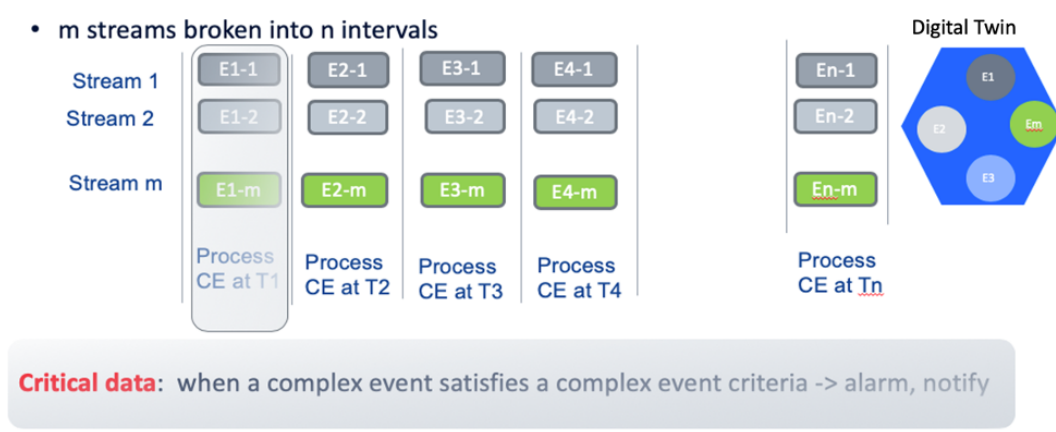 • m streams broken into n intervals
Digital Twin
Stream 1
E1-1
E2-1
E3-1
E4-1
En-1
Stream 2
E1-2
E2-2
E3-2
E4-2
En-2
Stream m
E1-m
E2-m
E3-m
E4-m
En-m
E1
E2
Em
E3
Process
CE at T1
Process
CE at T2
Process
CE at T3
Process
CE at T4
Process
CE at Tn
Critical data: when a complex event satisfies a complex event criteria -> alarm, notify